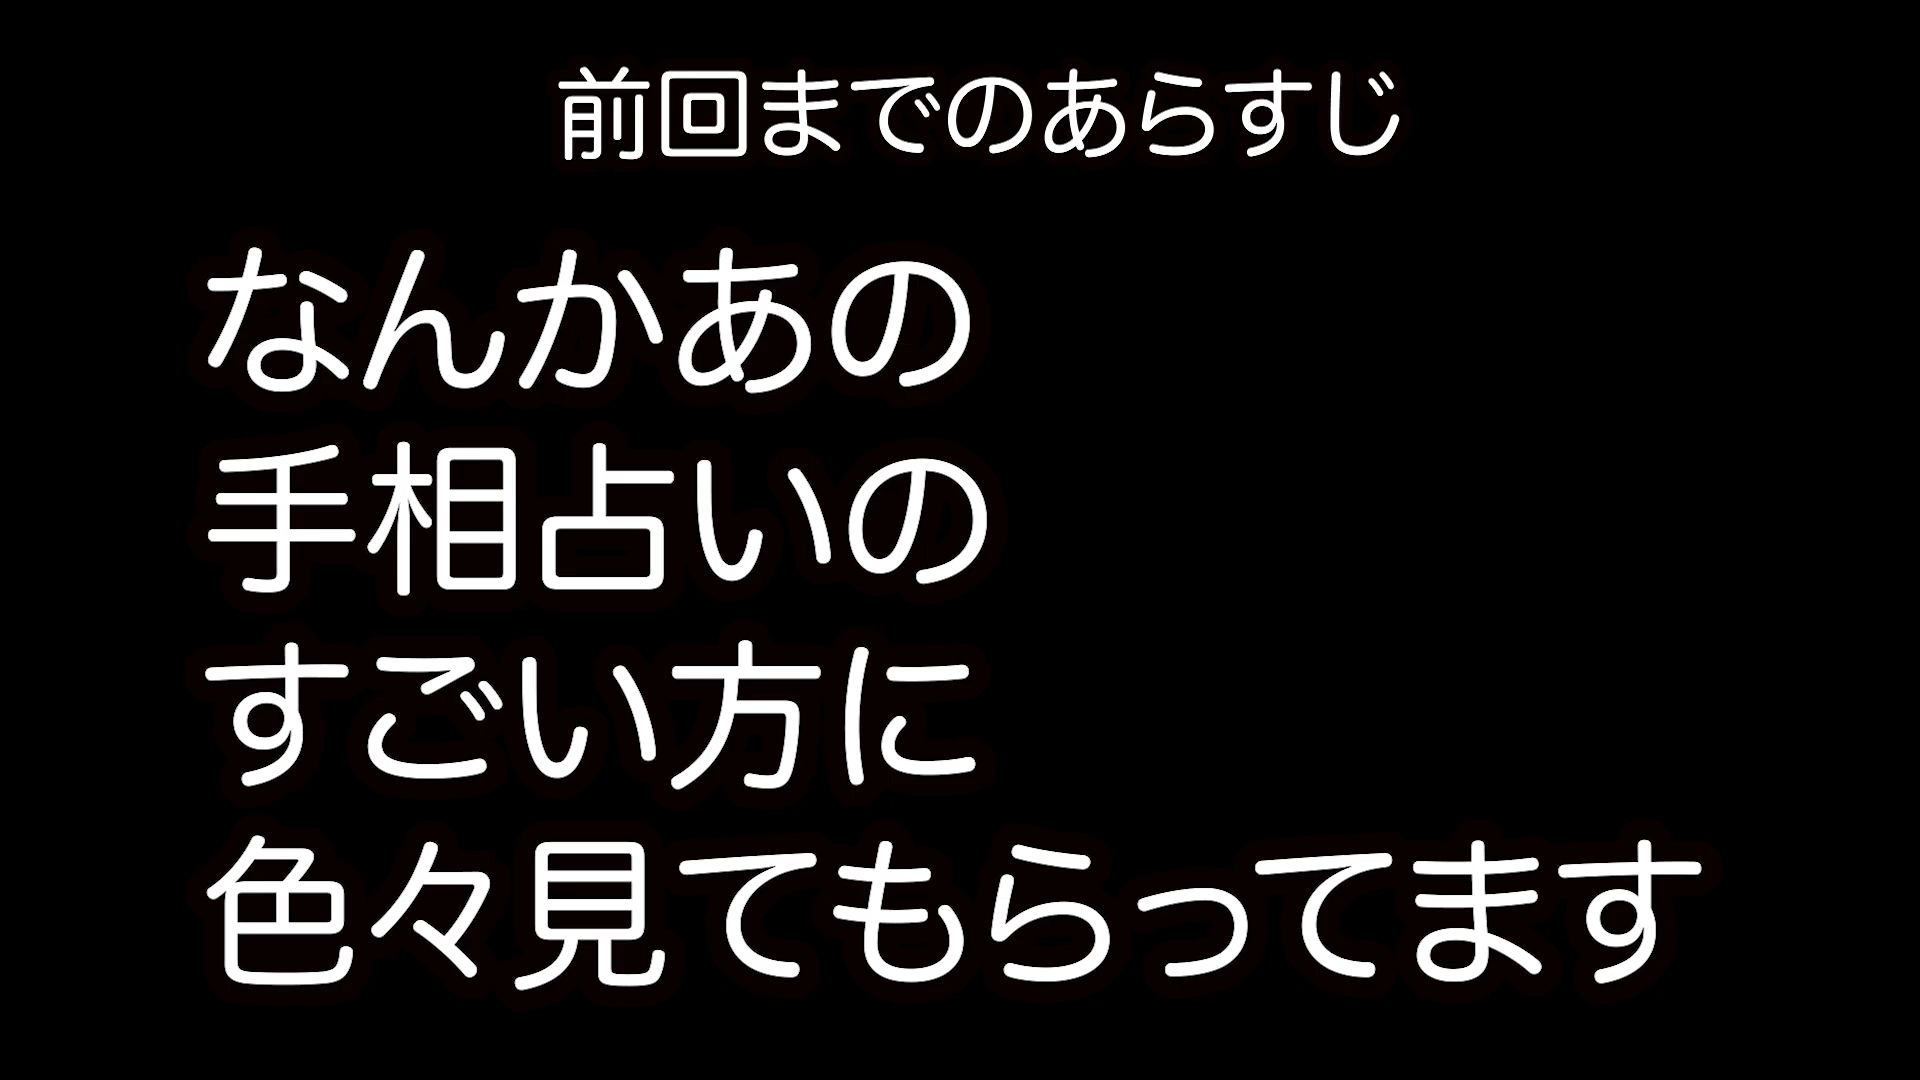 前回までのあらすじ
なんかあの
手相占いの
すごい方に
色々見てもらってます